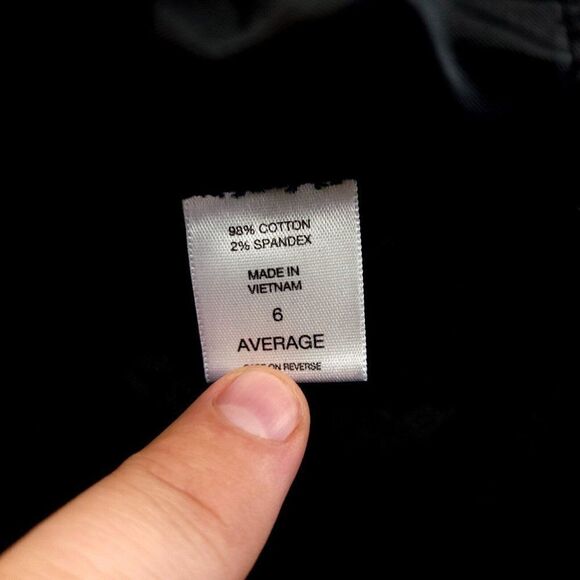 98% COTTON
2% SPANDEX
MADE IN
VIETNAM
6
AVERAGE
ON REVERSE